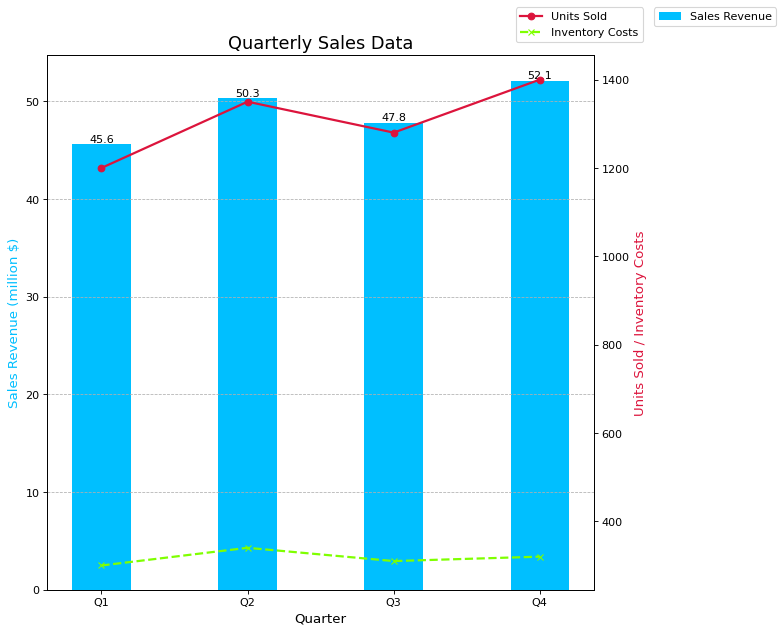 Units Sold
Inventory Costs
Sales Revenue
Quarterly Sales Data
Sales Revenue (million $)
50
40
30
20
10
0
45.6
50.3
47.8
52.1
1400
1200
1000
800
600
400
Units Sold / Inventory Costs
Q1
Q2
Q3
Q4
Quarter